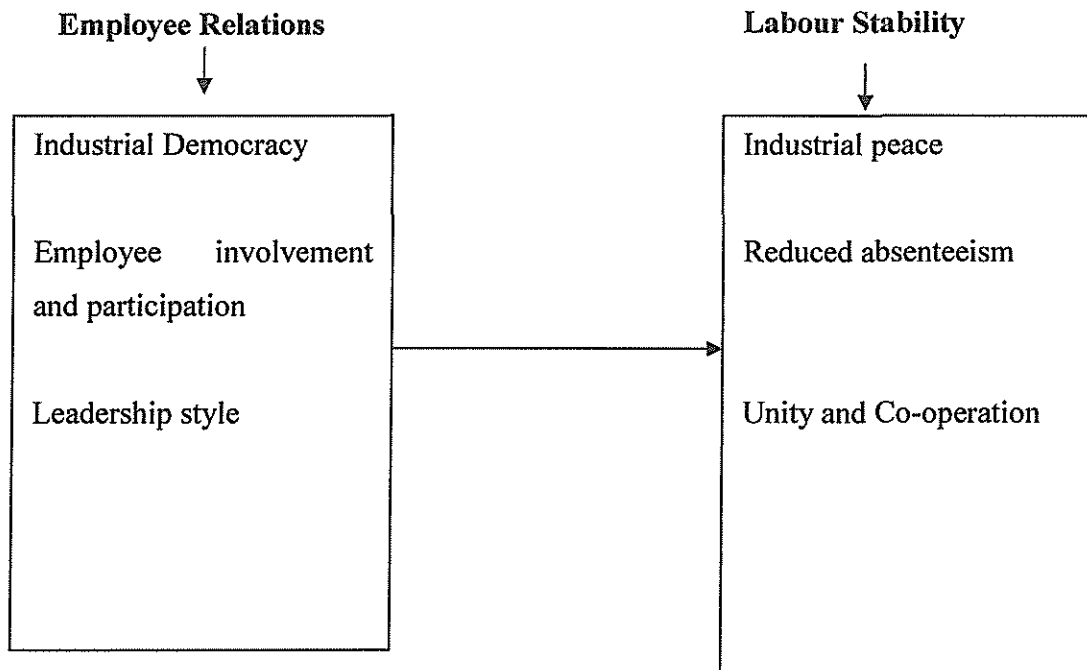 Employee Relations
Labour Stability
Industrial Democracy
Employee involvement
and participation
Leadership style
Industrial peace
Reduced absenteeism
Unity and Co-operation